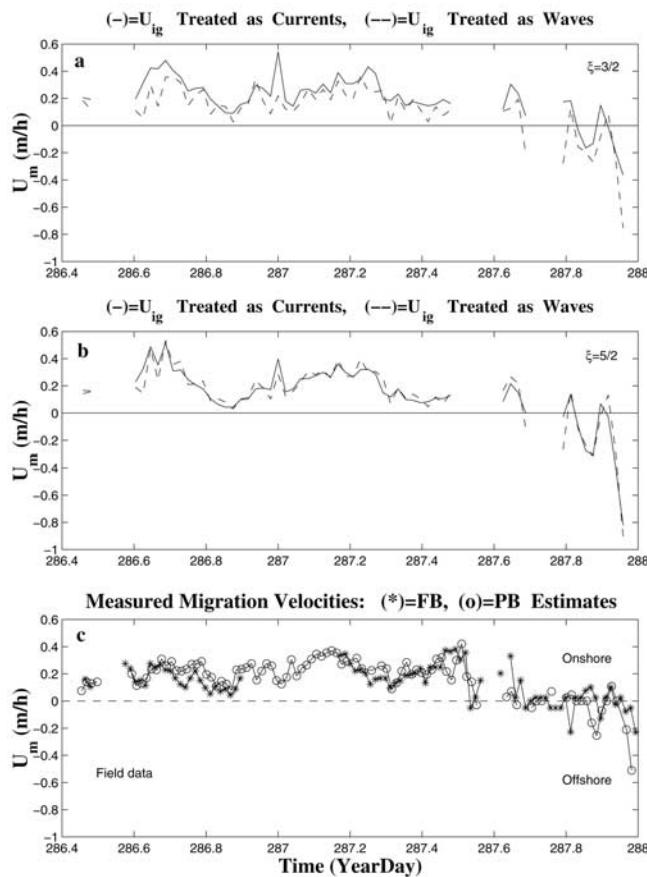 (-)=U_ig Treated as Currents, (--)=U_ig Treated as Waves
0.6
a
ξ=3/2
0.4
0.2
0
-0.2
-0.4
-0.6
-0.8
-1
U_m (m/h)
286.4 286.6 286.8 287 287.2 287.4 287.6 287.8 288
(-)=U_ig Treated as Currents, (--)=U_ig Treated as Waves
0.6
b
ξ=5/2
0.4
0.2
0
-0.2
-0.4
-0.6
-0.8
-1
U_m (m/h)
286.4 286.6 286.8 287 287.2 287.4 287.6 287.8 288
Measured Migration Velocities: (*)=FB, (o)=PB Estimates
0.6
c
0.4
Onshore
0.2
0
-0.2
-0.4
Field data
Offshore
-0.6
-0.8
-1
U_m (m/h)
286.4 286.6 286.8 287 287.2 287.4 287.6 287.8 288
Time (YearDay)